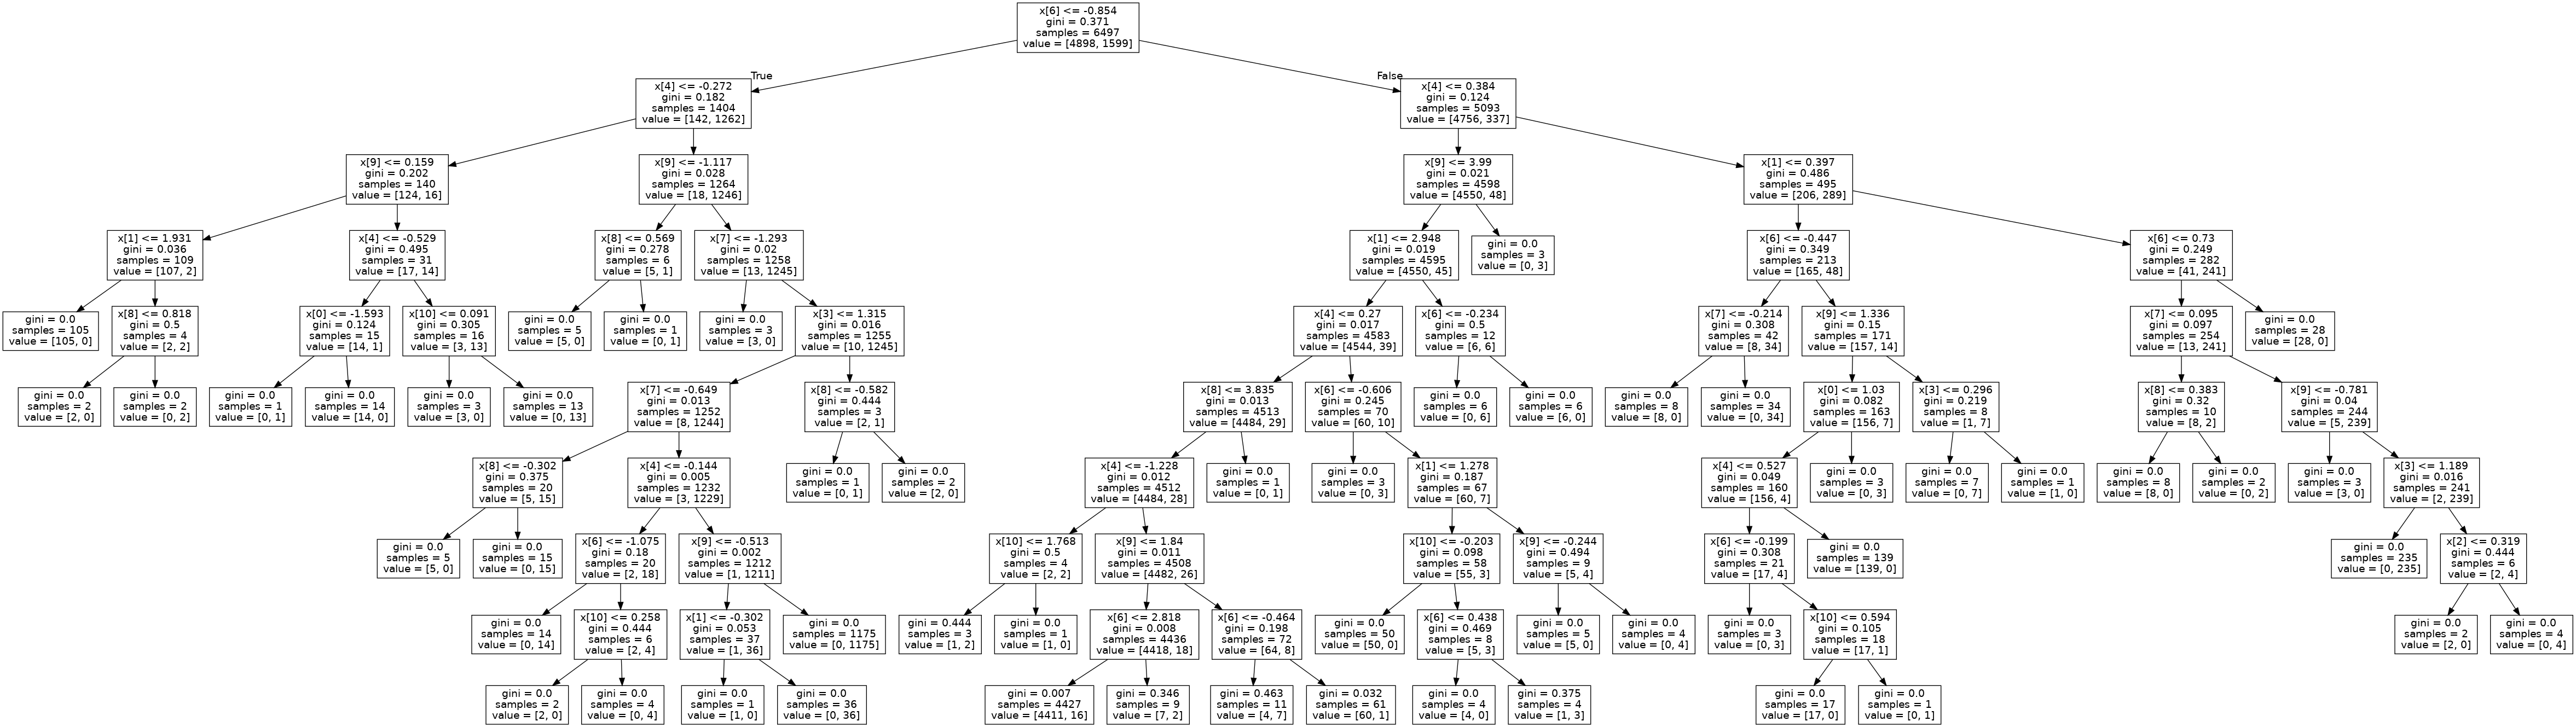 x[6] <= -0.854
gini = 0.371
samples = 6497
value = [4898, 1599]
True
False
x[4] <= -0.272
gini = 0.182
samples = 1404
value = [142, 1262]
x[4] <= 0.384
gini = 0.124
samples = 5093
value = [4756, 337]
x[9] <= 0.159
gini = 0.202
samples = 140
value = [124, 16]
x[9] <= -1.117
gini = 0.028
samples = 1264
value = [18, 1246]
x[9] <= 3.99
gini = 0.021
samples = 4598
value = [4550, 48]
x[1] <= 0.397
gini = 0.486
samples = 495
value = [206, 289]
x[1] <= 1.931
gini = 0.036
samples = 109
value = [107, 2]
x[4] <= -0.529
gini = 0.495
samples = 31
value = [17, 14]
x[8] <= 0.569
gini = 0.278
samples = 6
value = [5, 1]
x[7] <= -1.293
gini = 0.02
samples = 1258
value = [13, 1245]
x[1] <= 2.948
gini = 0.019
samples = 4595
value = [4550, 45]
gini = 0.0
samples = 3
value = [0, 3]
x[6] <= -0.447
gini = 0.349
samples = 213
value = [165, 48]
x[6] <= 0.73
gini = 0.249
samples = 282
value = [41, 241]
gini = 0.0
samples = 105
value = [105, 0]
x[8] <= 0.818
gini = 0.5
samples = 4
value = [2, 2]
x[0] <= -1.593
gini = 0.124
samples = 15
value = [14, 1]
x[10] <= 0.091
gini = 0.305
samples = 16
value = [3, 13]
gini = 0.0
samples = 5
value = [5, 0]
gini = 0.0
samples = 1
value = [0, 1]
gini = 0.0
samples = 3
value = [3, 0]
x[3] <= 1.315
gini = 0.016
samples = 1255
value = [10, 1245]
x[4] <= 0.27
gini = 0.017
samples = 4583
value = [4544, 39]
x[6] <= -0.234
gini = 0.5
samples = 12
value = [6, 6]
x[7] <= -0.214
gini = 0.308
samples = 42
value = [8, 34]
x[9] <= 1.336
gini = 0.15
samples = 171
value = [157, 14]
x[7] <= 0.095
gini = 0.097
samples = 254
value = [13, 241]
gini = 0.0
samples = 28
value = [28, 0]
gini = 0.0
samples = 2
value = [2, 0]
gini = 0.0
samples = 2
value = [0, 2]
gini = 0.0
samples = 1
value = [0, 1]
gini = 0.0
samples = 14
value = [14, 0]
gini = 0.0
samples = 3
value = [3, 0]
gini = 0.0
samples = 13
value = [0, 13]
x[7] <= -0.649
gini = 0.013
samples = 1252
value = [8, 1244]
x[8] <= -0.582
gini = 0.444
samples = 3
value = [2, 1]
x[8] <= 3.835
gini = 0.013
samples = 4513
value = [4484, 29]
x[6] <= -0.606
gini = 0.245
samples = 70
value = [60, 10]
gini = 0.0
samples = 6
value = [0, 6]
gini = 0.0
samples = 6
value = [6, 0]
gini = 0.0
samples = 8
value = [8, 0]
gini = 0.0
samples = 34
value = [0, 34]
x[0] <= 1.03
gini = 0.082
samples = 163
value = [156, 7]
x[3] <= 0.296
gini = 0.219
samples = 8
value = [1, 7]
x[8] <= 0.383
gini = 0.32
samples = 10
value = [8, 2]
x[9] <= -0.781
gini = 0.04
samples = 244
value = [5, 239]
x[8] <= -0.302
gini = 0.375
samples = 20
value = [5, 15]
x[4] <= -0.144
gini = 0.005
samples = 1232
value = [3, 1229]
gini = 0.0
samples = 1
value = [0, 1]
gini = 0.0
samples = 2
value = [2, 0]
x[4] <= -1.228
gini = 0.012
samples = 4512
value = [4484, 28]
gini = 0.0
samples = 1
value = [0, 1]
gini = 0.0
samples = 3
value = [0, 3]
x[1] <= 1.278
gini = 0.187
samples = 67
value = [60, 7]
x[4] <= 0.527
gini = 0.049
samples = 160
value = [156, 4]
gini = 0.0
samples = 3
value = [0, 3]
gini = 0.0
samples = 7
value = [0, 7]
gini = 0.0
samples = 1
value = [1, 0]
gini = 0.0
samples = 8
value = [8, 0]
gini = 0.0
samples = 2
value = [0, 2]
gini = 0.0
samples = 3
value = [3, 0]
x[3] <= 1.189
gini = 0.016
samples = 241
value = [2, 239]
gini = 0.0
samples = 5
value = [5, 0]
gini = 0.0
samples = 15
value = [0, 15]
x[6] <= -1.075
gini = 0.18
samples = 20
value = [2, 18]
x[9] <= -0.513
gini = 0.002
samples = 1212
value = [1, 1211]
x[10] <= 1.768
gini = 0.5
samples = 4
value = [2, 2]
x[9] <= 1.84
gini = 0.011
samples = 4508
value = [4482, 26]
x[10] <= -0.203
gini = 0.098
samples = 58
value = [55, 3]
x[9] <= -0.244
gini = 0.494
samples = 9
value = [5, 4]
x[6] <= -0.199
gini = 0.308
samples = 21
value = [17, 4]
gini = 0.0
samples = 139
value = [139, 0]
gini = 0.0
samples = 235
value = [0, 235]
x[2] <= 0.319
gini = 0.444
samples = 6
value = [2, 4]
gini = 0.0
samples = 14
value = [0, 14]
x[10] <= 0.258
gini = 0.444
samples = 6
value = [2, 4]
x[1] <= -0.302
gini = 0.053
samples = 37
value = [1, 36]
gini = 0.0
samples = 1175
value = [0, 1175]
gini = 0.444
samples = 3
value = [1, 2]
gini = 0.0
samples = 1
value = [1, 0]
x[6] <= 2.818
gini = 0.008
samples = 4436
value = [4418, 18]
x[6] <= -0.464
gini = 0.198
samples = 72
value = [64, 8]
gini = 0.0
samples = 50
value = [50, 0]
x[6] <= 0.438
gini = 0.469
samples = 8
value = [5, 3]
gini = 0.0
samples = 5
value = [5, 0]
gini = 0.0
samples = 4
value = [0, 4]
gini = 0.0
samples = 3
value = [0, 3]
x[10] <= 0.594
gini = 0.105
samples = 18
value = [17, 1]
gini = 0.0
samples = 2
value = [2, 0]
gini = 0.0
samples = 4
value = [0, 4]
gini = 0.0
samples = 2
value = [2, 0]
gini = 0.0
samples = 4
value = [0, 4]
gini = 0.0
samples = 1
value = [1, 0]
gini = 0.0
samples = 36
value = [0, 36]
gini = 0.007
samples = 4427
value = [4411, 16]
gini = 0.346
samples = 9
value = [7, 2]
gini = 0.463
samples = 11
value = [4, 7]
gini = 0.032
samples = 61
value = [60, 1]
gini = 0.0
samples = 4
value = [4, 0]
gini = 0.375
samples = 4
value = [1, 3]
gini = 0.0
samples = 17
value = [17, 0]
gini = 0.0
samples = 1
value = [0, 1]